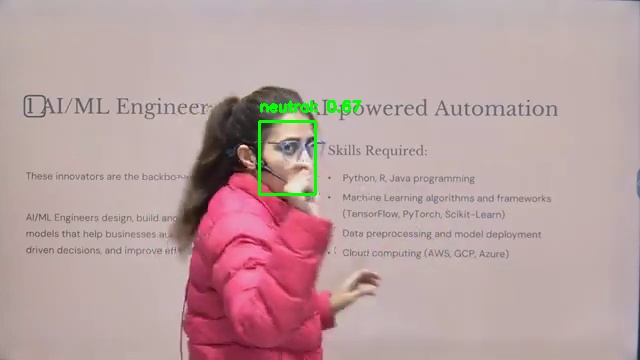 neutral: 0.67
1 AI/ML Engineer powered Automation
Skills Required:
These innovators are the backbo
• Python, R, Java programming
• Machine Learning algorithms and frameworks
(TensorFlow, PyTorch, Scikit-Learn)
AI/ML Engineers design, build and
models that help businesses
• Data preprocessing and model deployment
driven decisions, and improve eff
• Cloud computing (AWS, GCP, Azure)